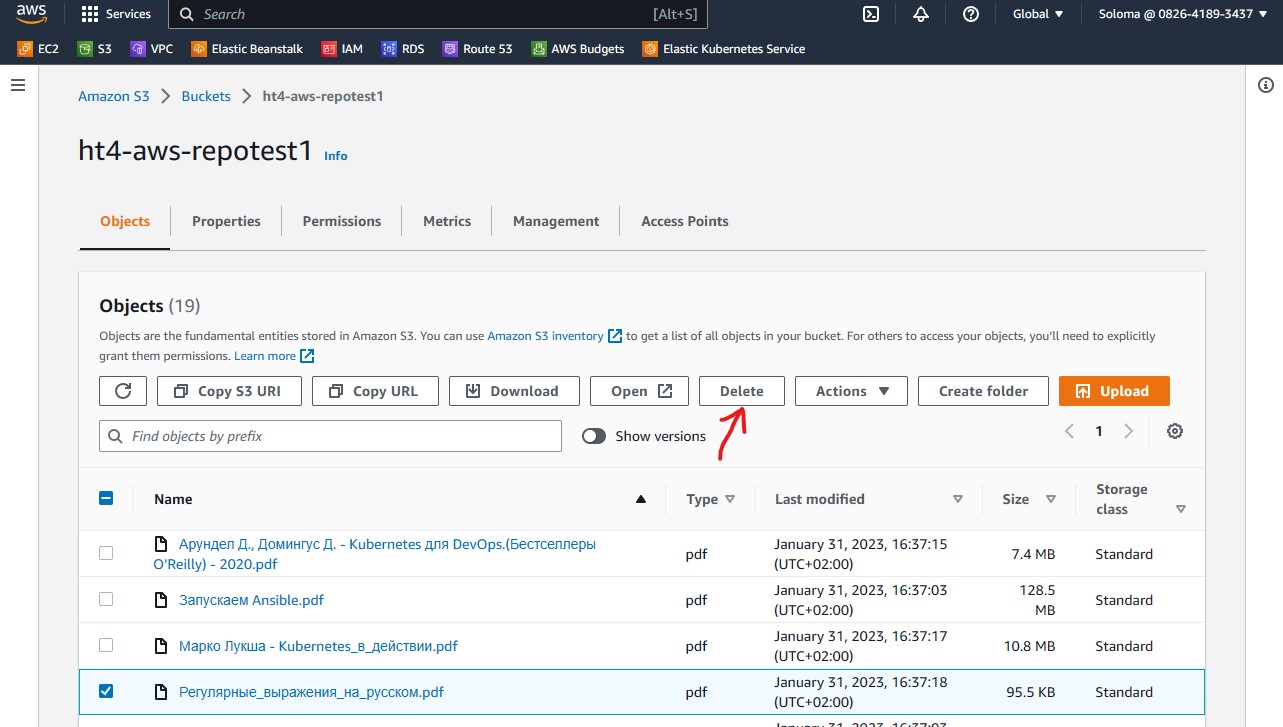 aws Services Search [Alt+S] Global Soloma @ 0826-4189-3437
EC2 S3 VPC Elastic Beanstalk IAM RDS Route 53 AWS Budgets Elastic Kubernetes Service
Amazon S3 Buckets ht4-aws-repotest1
ht4-aws-repotest1 Info
Objects Properties Permissions Metrics Management Access Points
Objects (19)
Objects are the fundamental entities stored in Amazon S3. You can use Amazon S3 inventory to get a list of all objects in your bucket. For others to access your objects, you'll need to explicitly
grant them permissions. Learn more
Copy S3 URI Copy URL Download Open Delete Actions Create folder Upload
Find objects by prefix Show versions 1
Name Type Last modified Size Storage class
Арундел Д., Домингус Д. - Kubernetes для DevOps.(Бестселлеры
O'Reilly) - 2020.pdf pdf January 31, 2023, 16:37:15 (UTC+02:00) 7.4 MB Standard
Запускаем Ansible.pdf pdf January 31, 2023, 16:37:03 (UTC+02:00) 128.5 MB Standard
Марко Лукша - Kubernetes_в_действии.pdf pdf January 31, 2023, 16:37:17 (UTC+02:00) 10.8 MB Standard
Регулярные_выражения_на_русском.pdf pdf January 31, 2023, 16:37:18 (UTC+02:00) 95.5 KB Standard